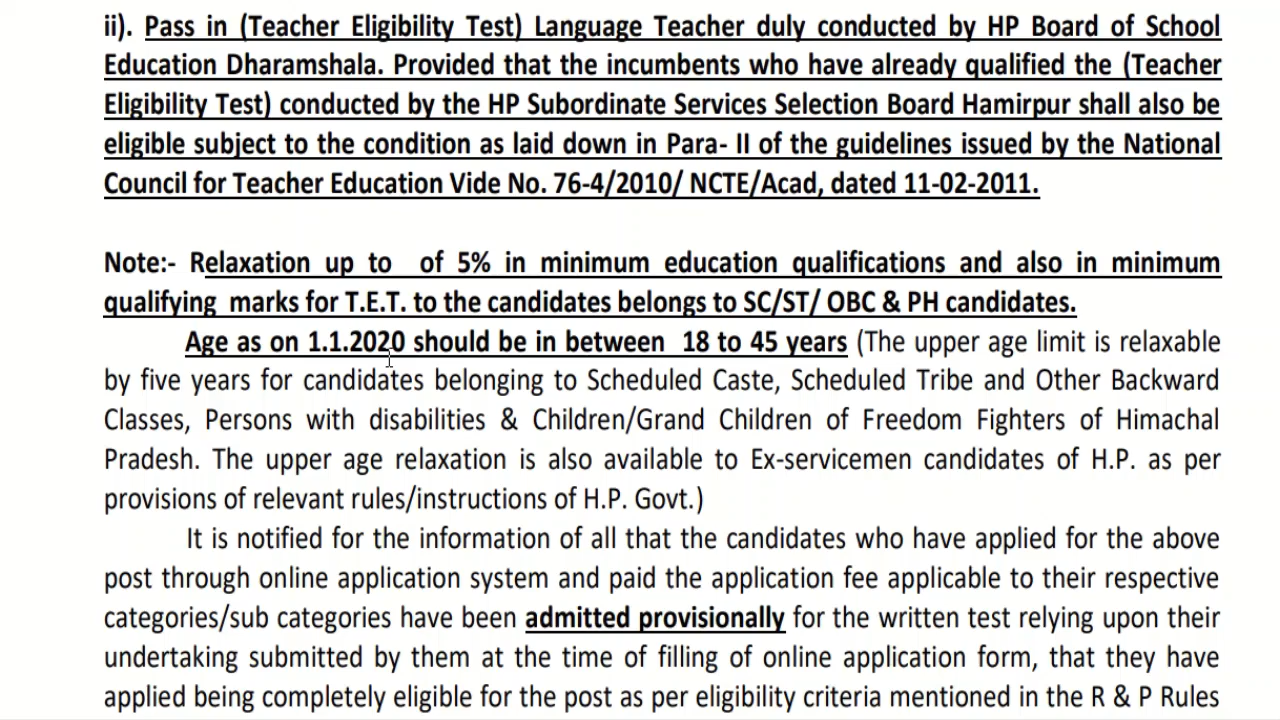 ii). Pass in (Teacher Eligibility Test) Language Teacher duly conducted by HP Board of School
Education Dharamshala. Provided that the incumbents who have already qualified the (Teacher
Eligibility Test) conducted by the HP Subordinate Services Selection Board Hamirpur shall also be
eligible subject to the condition as laid down in Para- II of the guidelines issued by the National
Council for Teacher Education Vide No. 76-4/2010/ NCTE/Acad, dated 11-02-2011.
Note:- Relaxation up to of 5% in minimum education qualifications and also in minimum
qualifying marks for T.E.T. to the candidates belongs to SC/ST/ OBC & PH candidates.
Age as on 1.1.2020 should be in between 18 to 45 years (The upper age limit is relaxable
by five years for candidates belonging to Scheduled Caste, Scheduled Tribe and Other Backward
Classes, Persons with disabilities & Children/Grand Children of Freedom Fighters of Himachal
Pradesh. The upper age relaxation is also available to Ex-servicemen candidates of H.P. as per
provisions of relevant rules/instructions of H.P. Govt.)
It is notified for the information of all that the candidates who have applied for the above
post through online application system and paid the application fee applicable to their respective
categories/sub categories have been admitted provisionally for the written test relying upon their
undertaking submitted by them at the time of filling of online application form, that they have
applied being completely eligible for the post as per eligibility criteria mentioned in the R & P Rules